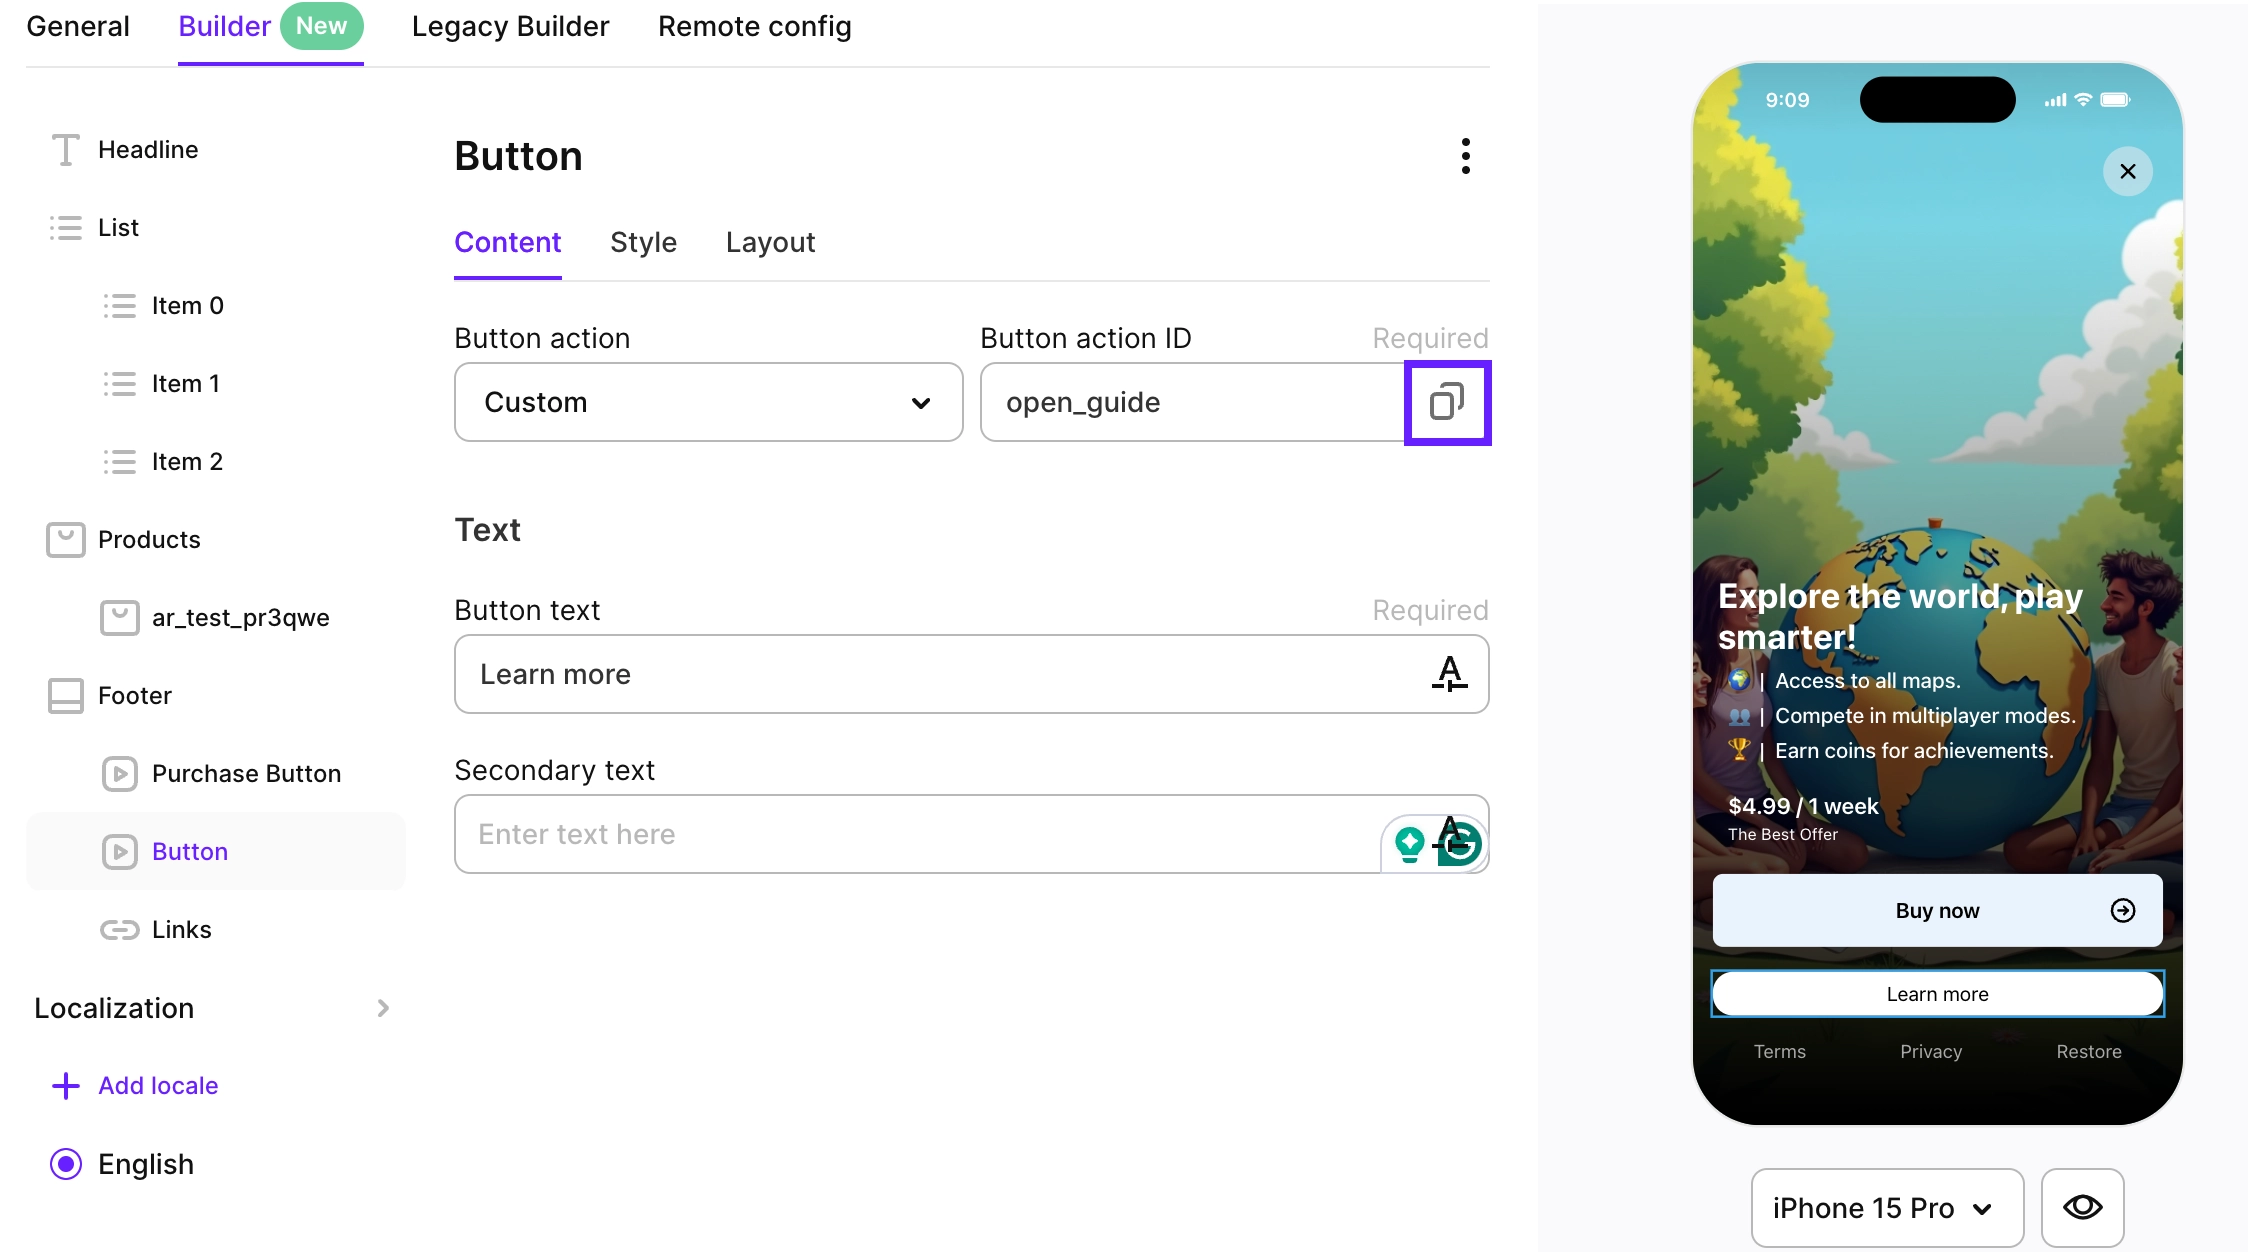 General
Builder
New
Legacy Builder
Remote config
Headline
List
Item 0
Item 1
Item 2
Products
ar_test_pr3qwe
Footer
Purchase Button
Button
Links
Localization
Add locale
English
Button
Content
Style
Layout
Button action
Custom
Button action ID
Required
open_guide
Text
Button text
Required
Learn more
Secondary text
Enter text here
9:09
Explore the world, play
smarter!
| Access to all maps.
| Compete in multiplayer modes.
| Earn coins for achievements.
$4.99 / 1 week
The Best Offer
Buy now
Learn more
Terms
Privacy
Restore
iPhone 15 Pro